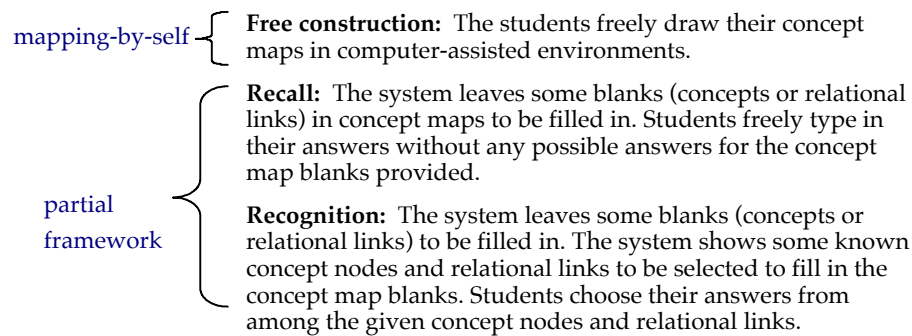 mapping-by-self
Free construction: The students freely draw their concept
maps in computer-assisted environments.
partial
framework
Recall: The system leaves some blanks (concepts or relational
links) in concept maps to be filled in. Students freely type in
their answers without any possible answers for the concept
map blanks provided.
Recognition: The system leaves some blanks (concepts or
relational links) to be filled in. The system shows some known
concept nodes and relational links to be selected to fill in the
concept map blanks. Students choose their answers from
among the given concept nodes and relational links.